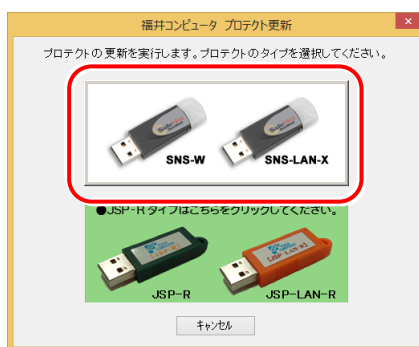 福井コンピュータ プロテクト更新
×
プロテクトの更新を実行します。プロテクトのタイプを選択してください。
SNS-W SNS-LAN-X
●JSP-Rタイプはこちらをクリックしてください。
JSP-R JSP-LAN-R
キャンセル